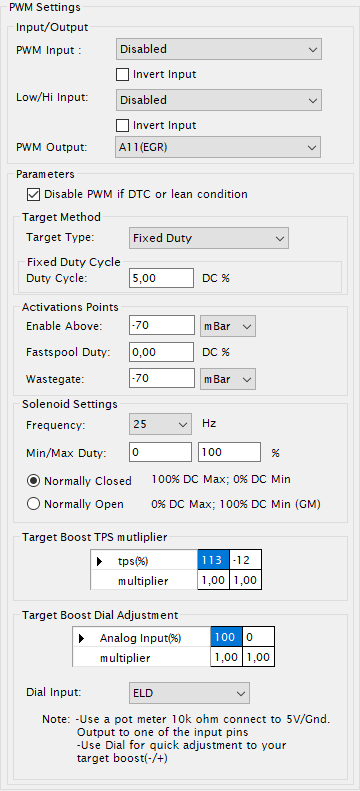 PWM Settings
Input/Output
PWM Input : Disabled
Invert Input
Low/Hi Input: Disabled
Invert Input
PWM Output: A11(EGR)
Parameters
Disable PWM if DTC or lean condition
Target Method
Target Type: Fixed Duty
Fixed Duty Cycle
Duty Cycle: 5,00 DC %
Activations Points
Enable Above: -70 mBar
Fastspool Duty: 0,00 DC %
Wastegate: -70 mBar
Solenoid Settings
Frequency: 25 Hz
Min/Max Duty: 0 100 %
Normally Closed 100% DC Max; 0% DC Min
Normally Open 0% DC Max; 100% DC Min (GM)
Target Boost TPS mutliplier
tps(%) 113 -12
multiplier 1,00 1,00
Target Boost Dial Adjustment
Analog Input(%) 100 0
multiplier 1,00 1,00
Dial Input: ELD
Note: -Use a pot meter 10k ohm connect to 5V/Gnd.
Output to one of the input pins
-Use Dial for quick adjustment to your
target boost(-/+)